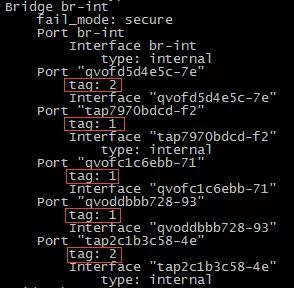 Bridge br-int
fail_mode: secure
Port br-int
Interface br-int
type: internal
Port "qvofd5d4e5c-7e"
tag: 2
Interface "qvofd5d4e5c-7e"
Port "tap7970bdcd-f2"
tag: 1
Interface "tap7970bdcd-f2"
type: internal
Port "qvofc1c6ebb-71"
tag: 1
Interface "qvofc1c6ebb-71"
Port "qvoddbbb728-93"
tag: 1
Interface "qvoddbbb728-93"
Port "tap2c1b3c58-4e"
tag: 2
Interface "tap2c1b3c58-4e"
type: internal